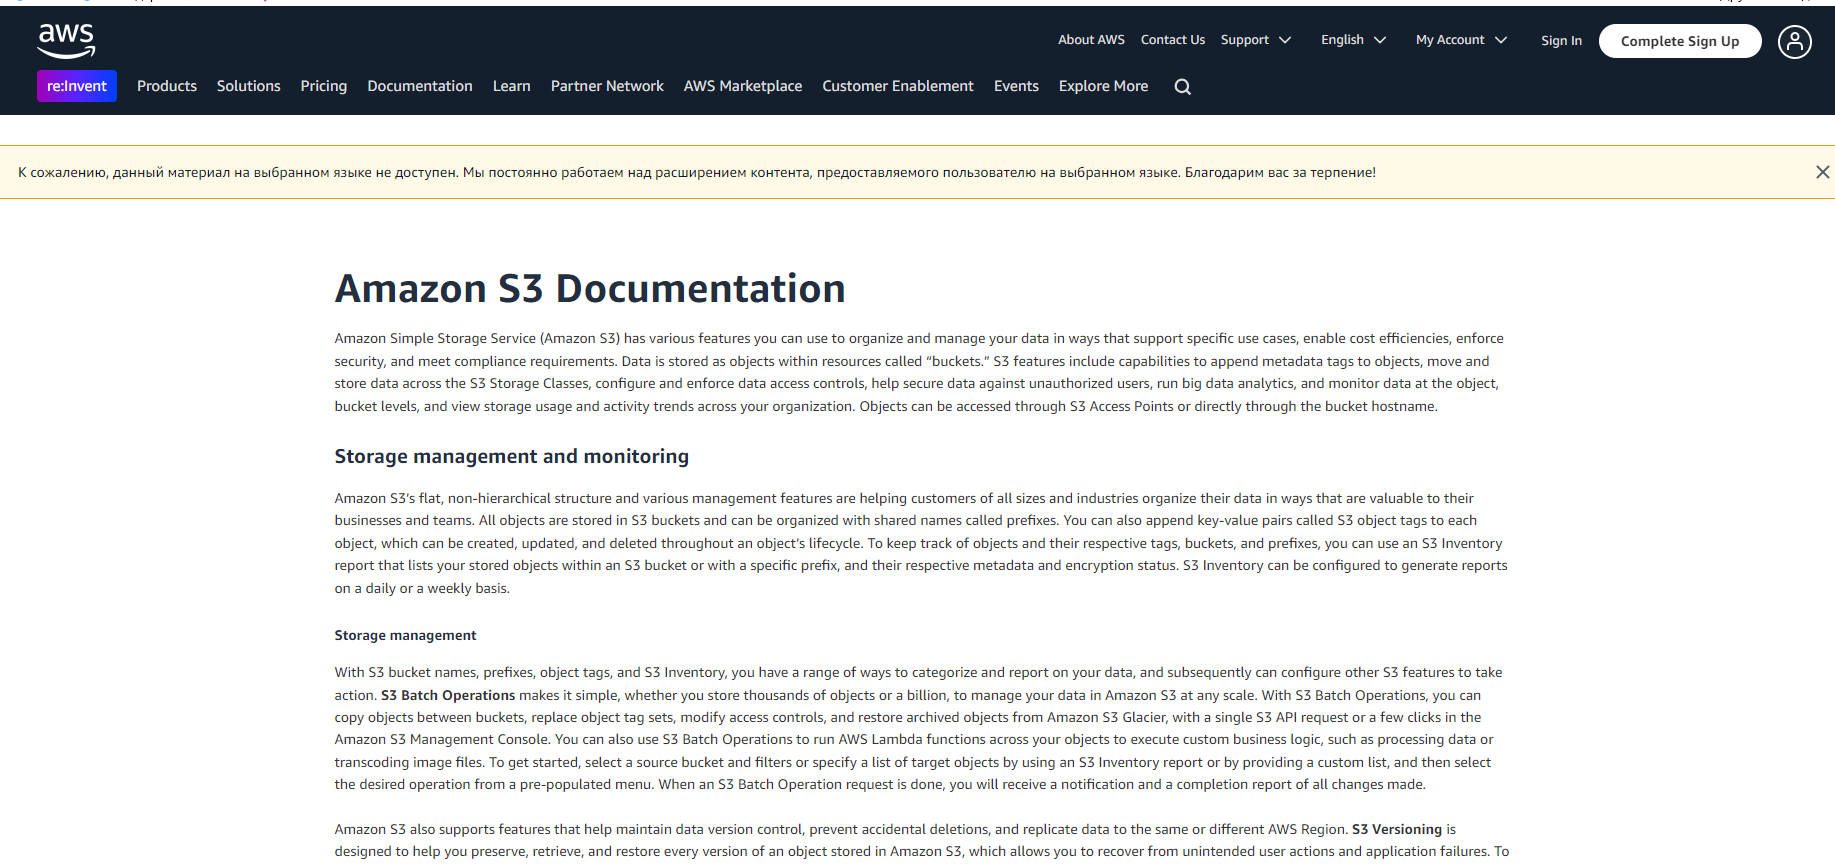 aws
About AWS Contact Us Support English My Account Sign In Complete Sign Up
re:Invent Products Solutions Pricing Documentation Learn Partner Network AWS Marketplace Customer Enablement Events Explore More
К сожалению, данный материал на выбранном языке не доступен. Мы постоянно работаем над расширением контента, предоставляемого пользователю на выбранном языке. Благодарим вас за терпение!
Amazon S3 Documentation
Amazon Simple Storage Service (Amazon S3) has various features you can use to organize and manage your data in ways that support specific use cases, enable cost efficiencies, enforce
security, and meet compliance requirements. Data is stored as objects within resources called “buckets.” S3 features include capabilities to append metadata tags to objects, move and
store data across the S3 Storage Classes, configure and enforce data access controls, help secure data against unauthorized users, run big data analytics, and monitor data at the object,
bucket levels, and view storage usage and activity trends across your organization. Objects can be accessed through S3 Access Points or directly through the bucket hostname.
Storage management and monitoring
Amazon S3’s flat, non-hierarchical structure and various management features are helping customers of all sizes and industries organize their data in ways that are valuable to their
businesses and teams. All objects are stored in S3 buckets and can be organized with shared names called prefixes. You can also append key-value pairs called S3 object tags to each
object, which can be created, updated, and deleted throughout an object’s lifecycle. To keep track of objects and their respective tags, buckets, and prefixes, you can use an S3 Inventory
report that lists your stored objects within an S3 bucket or with a specific prefix, and their respective metadata and encryption status. S3 Inventory can be configured to generate reports
on a daily or a weekly basis.
Storage management
With S3 bucket names, prefixes, object tags, and S3 Inventory, you have a range of ways to categorize and report on your data, and subsequently can configure other S3 features to take
action. S3 Batch Operations makes it simple, whether you store thousands of objects or a billion, to manage your data in Amazon S3 at any scale. With S3 Batch Operations, you can
copy objects between buckets, replace object tag sets, modify access controls, and restore archived objects from Amazon S3 Glacier, with a single S3 API request or a few clicks in the
Amazon S3 Management Console. You can also use S3 Batch Operations to run AWS Lambda functions across your objects to execute custom business logic, such as processing data or
transcoding image files. To get started, select a source bucket and filters or specify a list of target objects by using an S3 Inventory report or by providing a custom list, and then select
the desired operation from a pre-populated menu. When an S3 Batch Operation request is done, you will receive a notification and a completion report of all changes made.
Amazon S3 also supports features that help maintain data version control, prevent accidental deletions, and replicate data to the same or different AWS Region. S3 Versioning is
designed to help you preserve, retrieve, and restore every version of an object stored in Amazon S3, which allows you to recover from unintended user actions and application failures. To